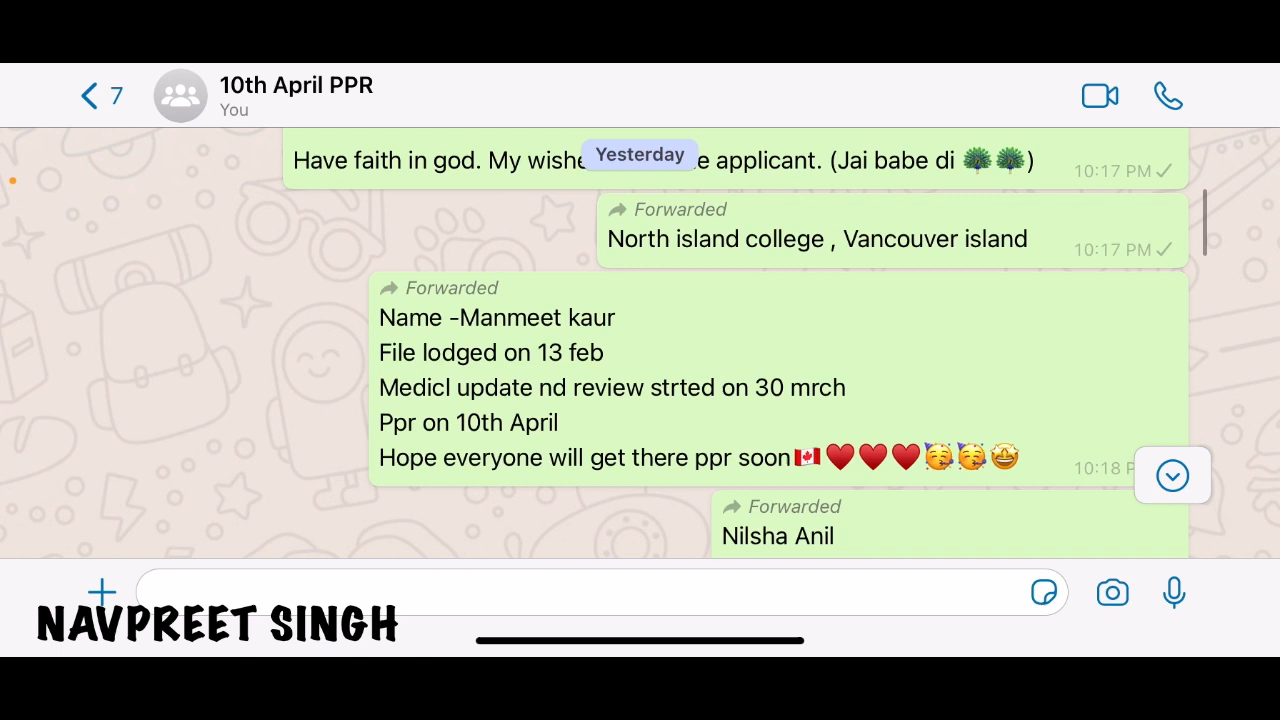 7
10th April PPR
You
Yesterday
Have faith in god. My wishe e applicant. (Jai babe di 🦚🦚)
10:17 PM
Forwarded
North island college , Vancouver island
10:17 PM
Forwarded
Name -Manmeet kaur
File lodged on 13 feb
Medicl update nd review strted on 30 mrch
Ppr on 10th April
Hope everyone will get there ppr soon🇨🇦♥️♥️♥️🥳🥳🤩
10:18 P
Forwarded
Nilsha Anil
NAVPREET SINGH